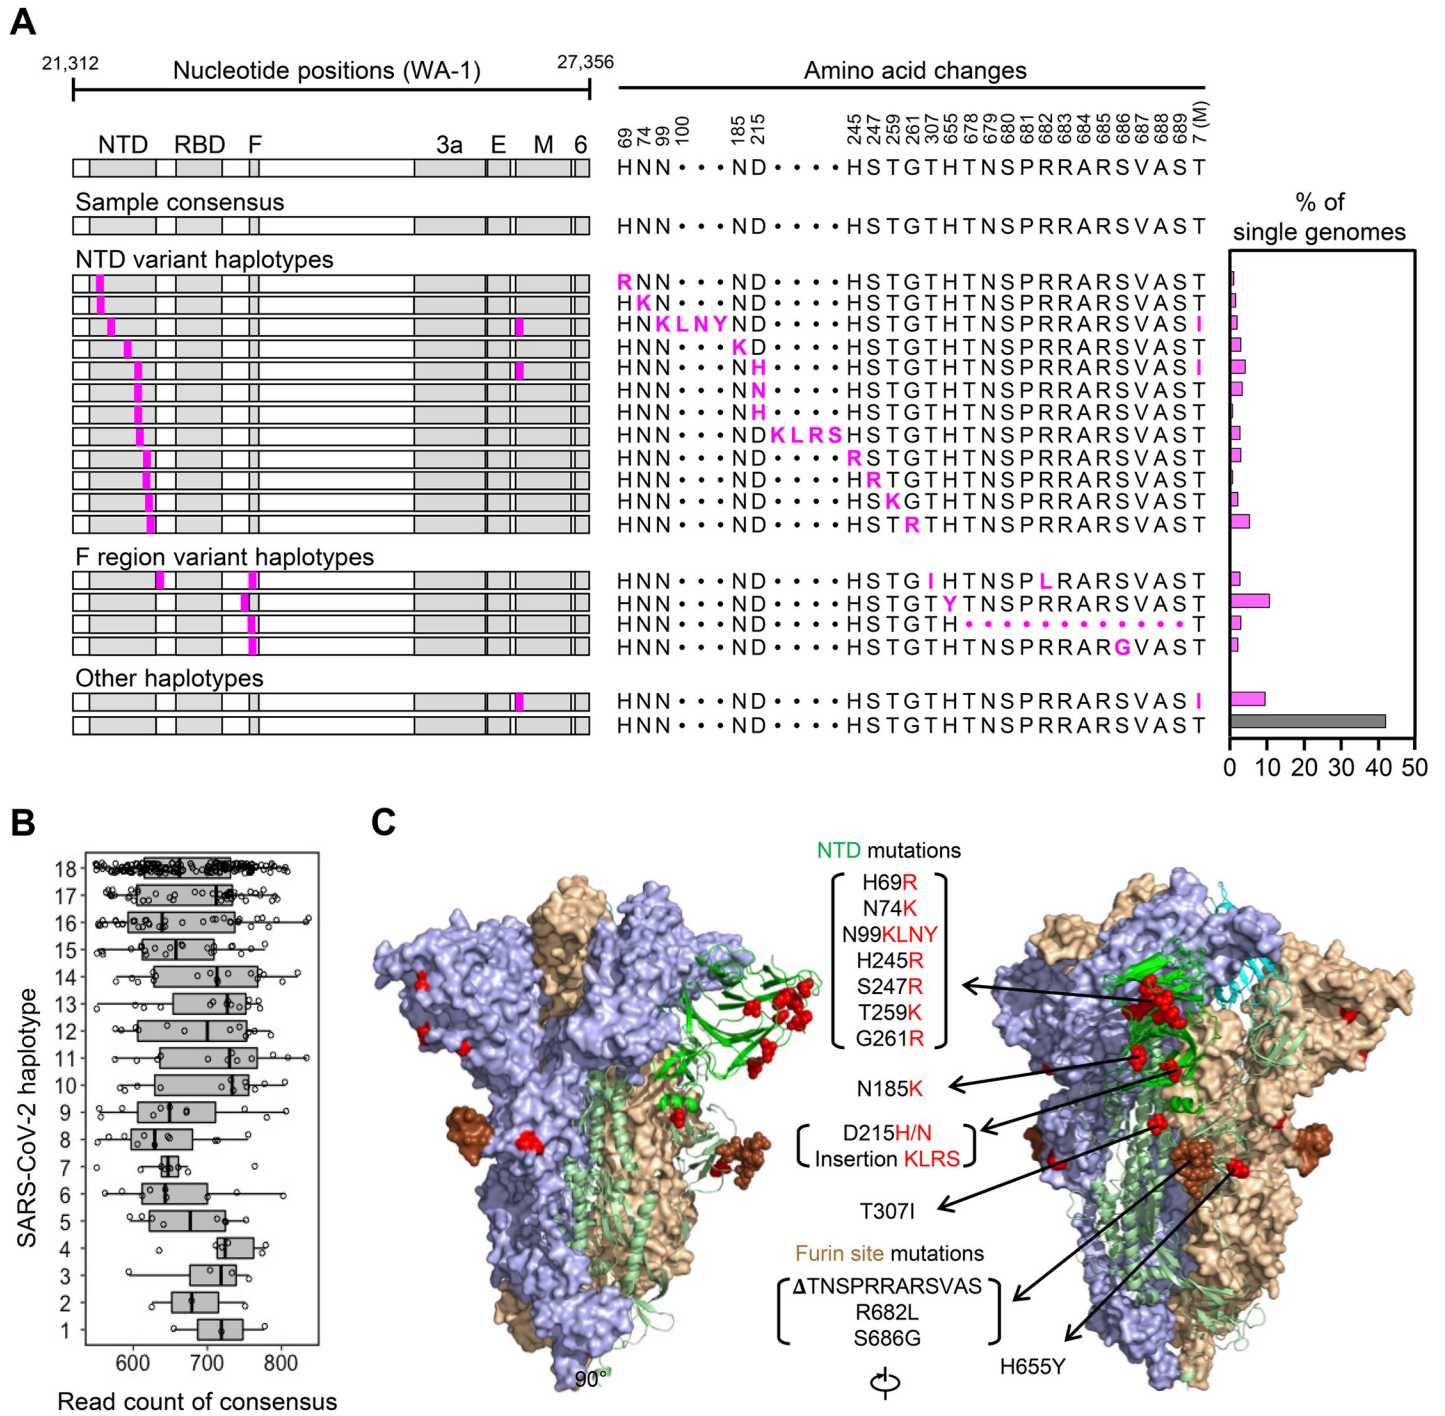 A
21,312 Nucleotide positions (WA-1) 27,356 Amino acid changes
69 74 99 100 185 215 245 247 259 261 307 655 678 679 680 681 682 683 684 685 686 687 688 689 7 (M)
NTD RBD F 3a E M 6
HNN•••ND••••HSTGTHTNSPRRARSVAST
Sample consensus
HNN•••ND••••HSTGTHTNSPRRARSVAST
% of
single genomes
NTD variant haplotypes
RNN•••ND••••HSTGTHTNSPRRARSVAST
HKN•••ND••••HSTGTHTNSPRRARSVAST
HNKLNYND••••HSTGTHTNSPRRARSVASI
HNN•••KD••••HSTGTHTNSPRRARSVAST
HNN•••NH••••HSTGTHTNSPRRARSVASI
HNN•••NN••••HSTGTHTNSPRRARSVAST
HNN•••NH••••HSTGTHTNSPRRARSVAST
HNN•••NDKLRSHSTGTHTNSPRRARSVAST
HNN•••ND••••RSTGTHTNSPRRARSVAST
HNN•••ND••••HRTGTHTNSPRRARSVAST
HNN•••ND••••HSKGTHTNSPRRARSVAST
HNN•••ND••••HSTRTHTNSPRRARSVAST
F region variant haplotypes
HNN•••ND••••HSTGIHTNSPLRARSVAST
HNN•••ND••••HSTGTYTNSPRRARSVAST
HNN•••ND••••HSTGTH••••••••••••T
HNN•••ND••••HSTGTHTNSPRRARGVAST
Other haplotypes
HNN•••ND••••HSTGTHTNSPRRARSVASI
HNN•••ND••••HSTGTHTNSPRRARSVAST
0 10 20 30 40 50
B
SARS-CoV-2 haplotype
18
17
16
15
14
13
12
11
10
9
8
7
6
5
4
3
2
1
600 700 800
Read count of consensus
C
NTD mutations
H69R
N74K
N99KLNY
H245R
S247R
T259K
G261R
N185K
D215H/N
Insertion KLRS
T307I
Furin site mutations
ΔTNSPRRARSVAS
R682L
S686G
H655Y
90°